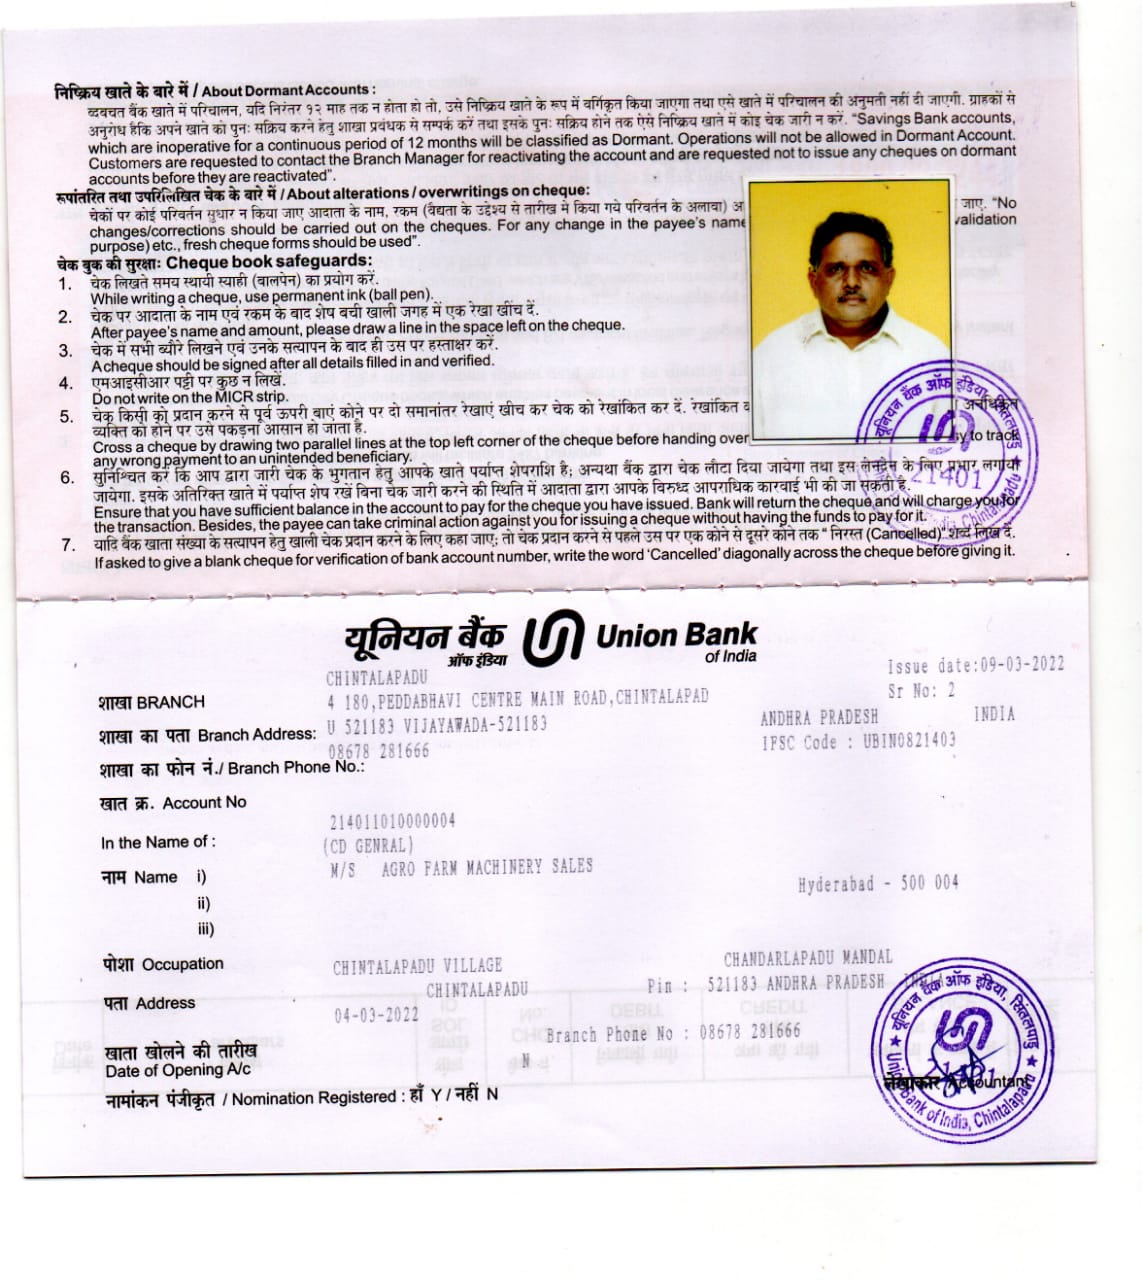 निष्क्रिय खाते के बारे में / About Dormant Accounts :
व्दबचत बैंक खाते में परिचालन, यदि निरंतर १२ माह तक न होता हो तो, उसे निष्क्रिय खाते के रूप में वर्गिकृत किया जाएगा तथा एसे खाते में परिचालन की अनुमती नहीं दी जाएगी. ग्राहकों से
अनुरोध हैकि अपने खाते को पुनः सक्रिय करने हेतु शाखा प्रवंधक से सम्पर्क करें तथा इसके पुनः सक्रिय होने तक ऐसे निष्क्रिय खाते में कोइ चेक जारी न करें. "Savings Bank accounts,
which are inoperative for a continuous period of 12 months will be classified as Dormant. Operations will not be allowed in Dormant Account.
Customers are requested to contact the Branch Manager for reactivating the account and are requested not to issue any cheques on dormant
accounts before they are reactivated".
रूपांतरित तथा उपरिलिखित चेक के बारे में / About alterations / overwritings on cheque:
चेकों पर कोई परिवर्तन सुधार न किया जाए आदाता के नाम, रकम (वैद्यता के उद्देश्य से तारीख में किया गये परिवर्तन के अलावा) अ जाए. "No
changes/corrections should be carried out on the cheques. For any change in the payee's name validation
purpose) etc., fresh cheque forms should be used".
चेक बुक की सुरक्षाः Cheque book safeguards:
1. चेक लिखते समय स्थायी स्याही (बालपेन) का प्रयोग करें.
While writing a cheque, use permanent ink (ball pen).
2. चेक पर आदाता के नाम एवं रकम के बाद शेष बची खाली जगह में एक रेखा खींच दें.
After payee's name and amount, please draw a line in the space left on the cheque.
3. चेक में सभी ब्यौरे लिखने एवं उनके सत्यापन के बाद ही उस पर हस्ताक्षर करें.
A cheque should be signed after all details filled in and verified.
4. एमआइसीआर पट्टी पर कुछ न लिखें.
Do not write on the MICR strip.
5. चेक किसी को प्रदान करने से पूर्व ऊपरी बाएं कोने पर दो समानांतर रेखाएं खीच कर चेक को रेखांकित कर दें. रेखांकित अनधिकृत
व्यक्ति को होने पर उसे पकड़ना आसान हो जाता है.
Cross a cheque by drawing two parallel lines at the top left corner of the cheque before handing over to track
any wrong payment to an unintended beneficiary.
6. सुनिश्चित करें कि आप द्वारा जारी चेक के भुगतान हेतु आपके खाते पर्याप्त शेषराशि है; अन्यथा बैंक द्वारा चेक लौटा दिया जायेगा तथा इस लेनदेन के लिए प्रभार लगाया
जायेगा. इसके अतिरिक्त खाते में पर्याप्त शेष रखें बिना चेक जारी करने की स्थिति में आदाता द्वारा आपके विरुध्द आपराधिक कारवाई भी की जा सकती है.
Ensure that you have sufficient balance in the account to pay for the cheque you have issued. Bank will return the cheque and will charge you for
the transaction. Besides, the payee can take criminal action against you for issuing a cheque without having the funds to pay for it.
7. यादि बैंक खाता संख्या के सत्यापन हेतु खाली चेक प्रदान करने के लिए कहा जाए; तो चेक प्रदान करने से पहले उस पर एक कोने से दूसरे कोने तक " निरस्त (Cancelled)" शब्द लिख दें.
If asked to give a blank cheque for verification of bank account number, write the word 'Cancelled' diagonally across the cheque before giving it.
यूनियन बैंक ऑफ इंडिया
21401
यूनियन बैंक Union Bank
ऑफ इंडिया of India
Issue date:09-03-2022
CHINTALAPADU
Sr No: 2
शाखा BRANCH 4 180,PEDDABHAVI CENTRE MAIN ROAD,CHINTALAPAD
ANDHRA PRADESH INDIA
शाखा का पता Branch Address: U 521183 VIJAYAWADA-521183
IFSC Code : UBIN0821403
08678 281666
शाखा का फोन नं./ Branch Phone No.:
खात क्र. Account No
214011010000004
In the Name of : (CD GENRAL)
नाम Name i) M/S AGRO FARM MACHINERY SALES
Hyderabad - 500 004
ii)
iii)
पोशा Occupation CHINTALAPADU VILLAGE CHANDARLAPADU MANDAL
CHINTALAPADU Pin : 521183 ANDHRA PRADESH INDIA
पता Address 04-03-2022
Branch Phone No : 08678 281666
खाता खोलने की तारीख N
Date of Opening A/c
लेखाकार Accountant
नामांकन पंजीकृत / Nomination Registered : हाँ Y / नहीं N
यूनियन बैंक ऑफ इंडिया, चिंतलपाडु
21401
Union Bank of India, Chintalapadu